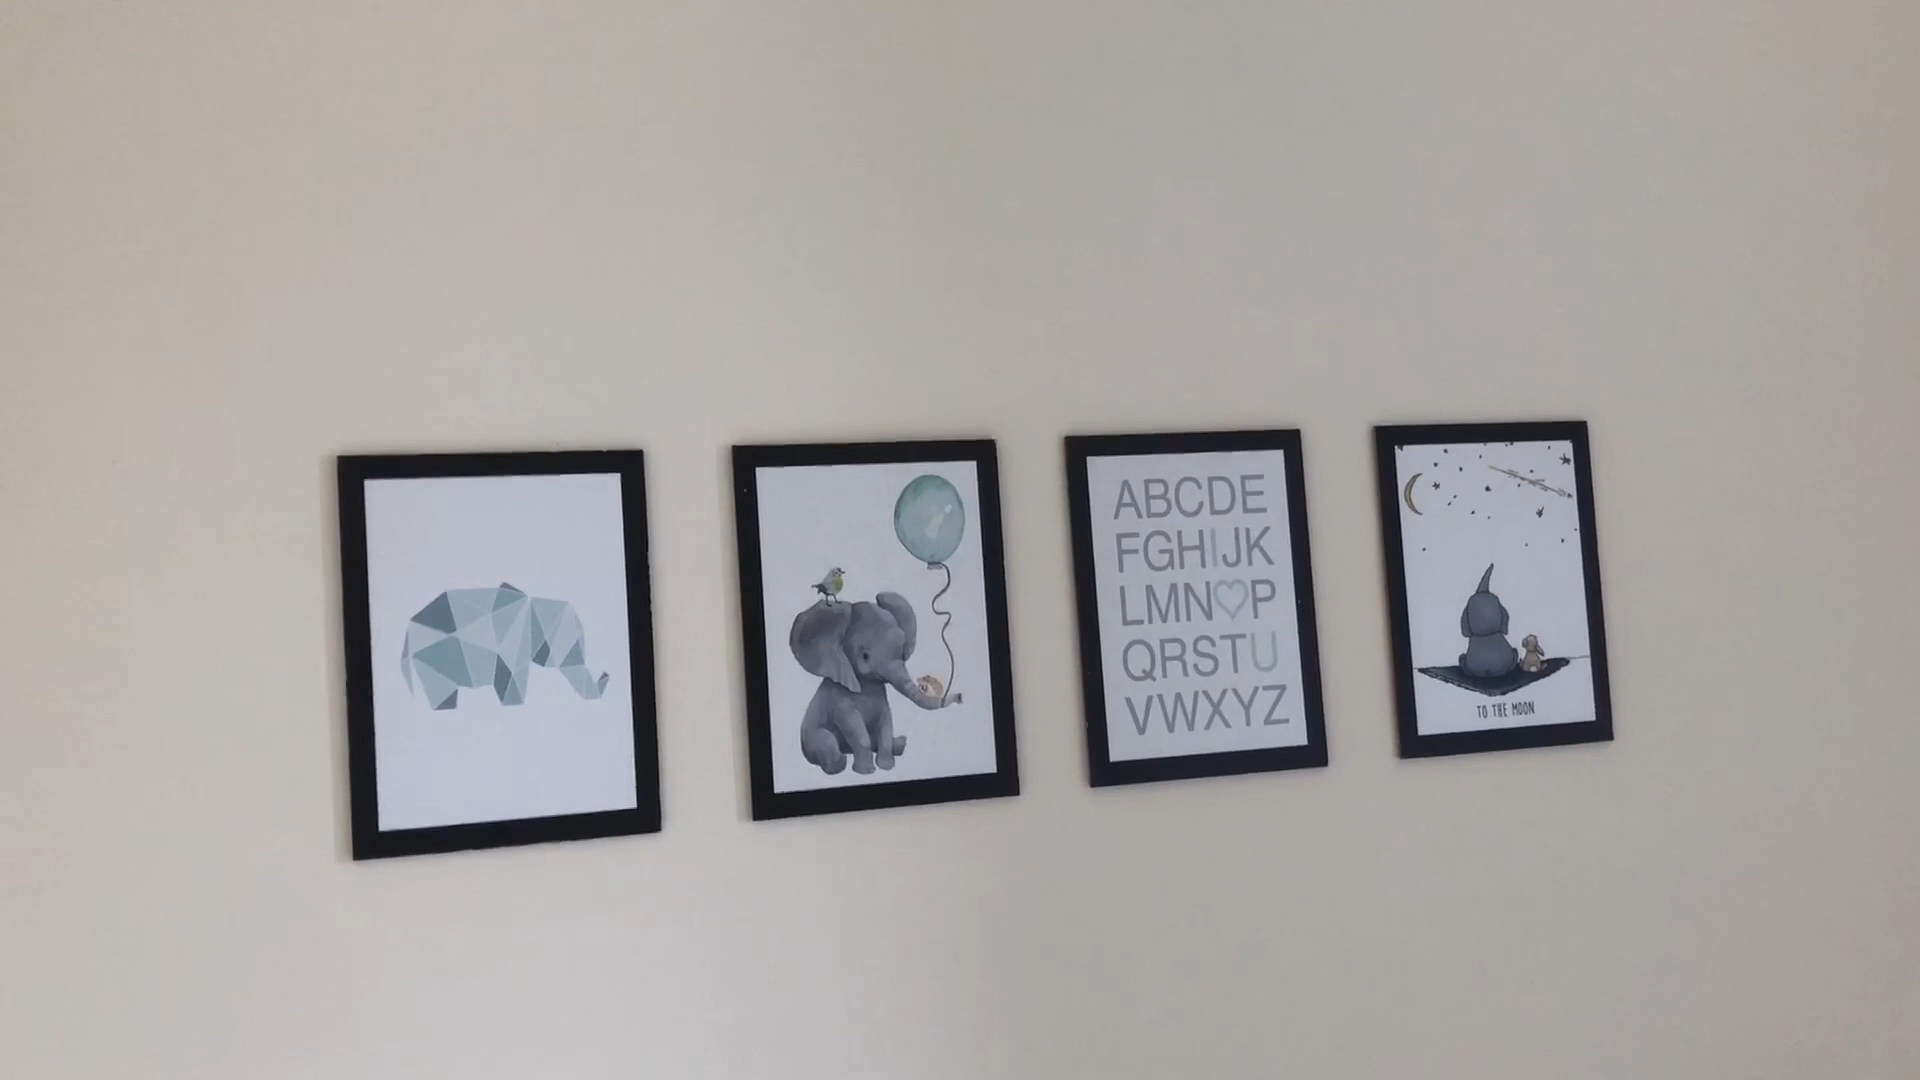 ABCDE
FGHIJK
LMN♡P
QRSTU
VWXYZ
TO THE MOON